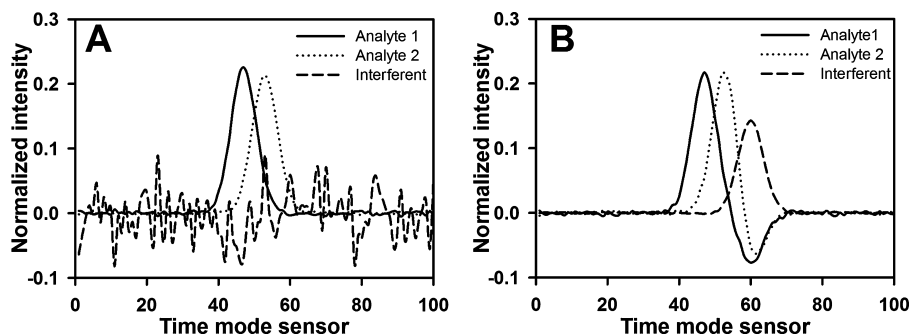 A
Analyte 1
Analyte 2
Interferent
0.3
0.2
0.1
0.0
-0.1
Normalized intensity
0 20 40 60 80 100
Time mode sensor
B
Analyte1
Analyte 2
Interferent
0.3
0.2
0.1
0.0
-0.1
Normalized intensity
0 20 40 60 80 100
Time mode sensor